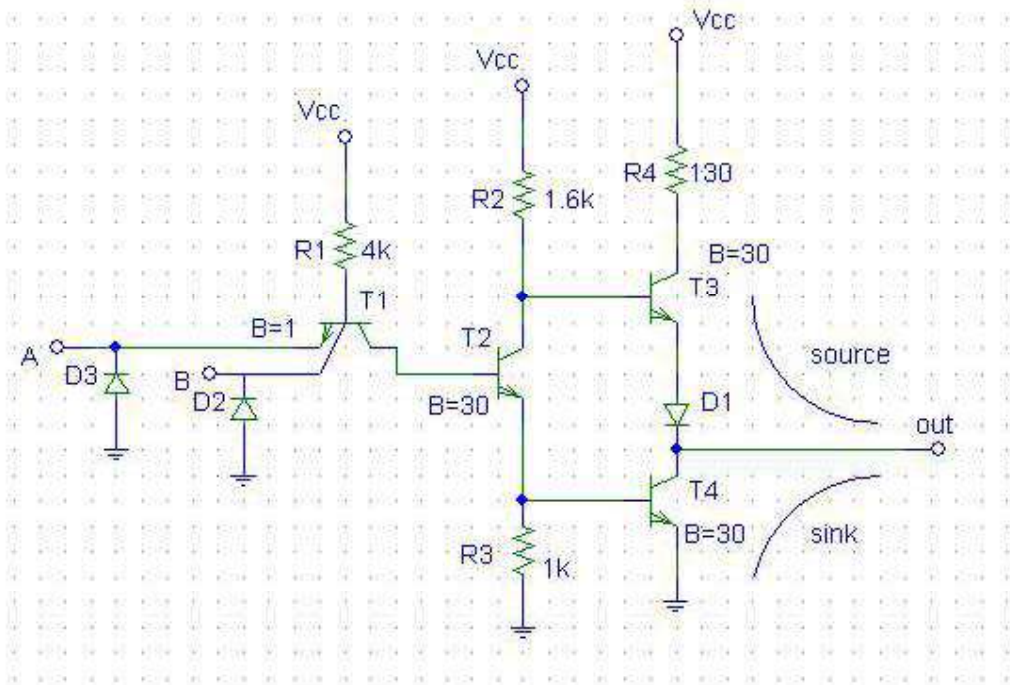 Vcc
Vcc
Vcc
R4 130
R2 1.6k
R1 4k
B=30
T3
T1
B=1
T2
A
source
D3
B
D2
B=30
D1
out
T4
B=30
sink
R3
1k